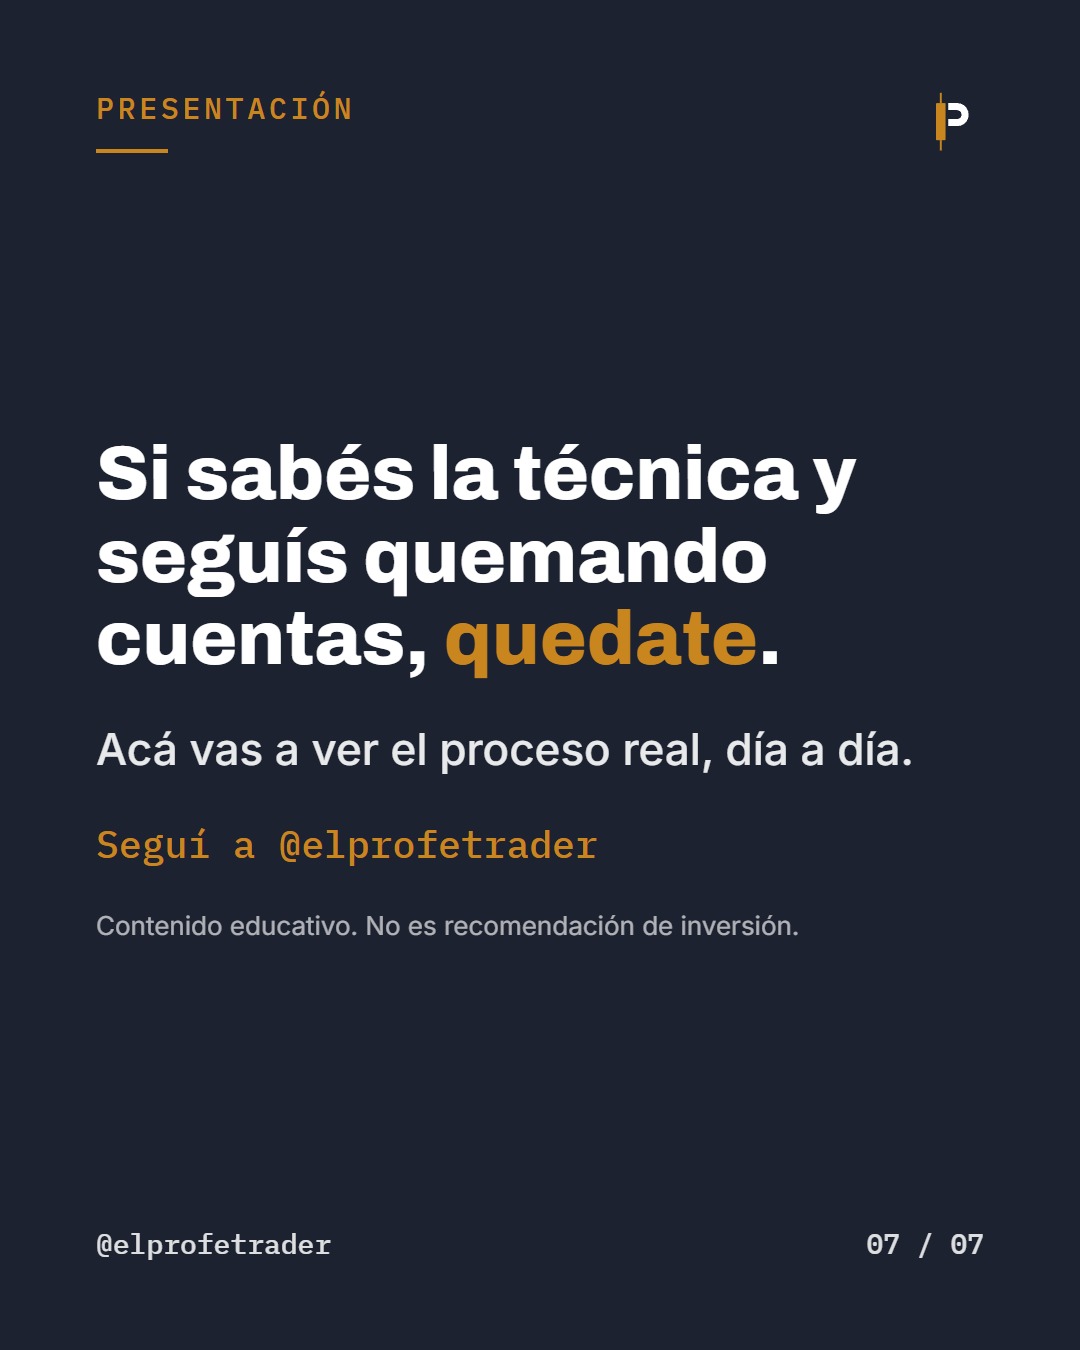 PRESENTACIÓN
P
Si sabés la técnica y
seguís quemando
cuentas, quedate.
Acá vas a ver el proceso real, día a día.
Seguí a @elprofetrader
Contenido educativo. No es recomendación de inversión.
@elprofetrader
07 / 07